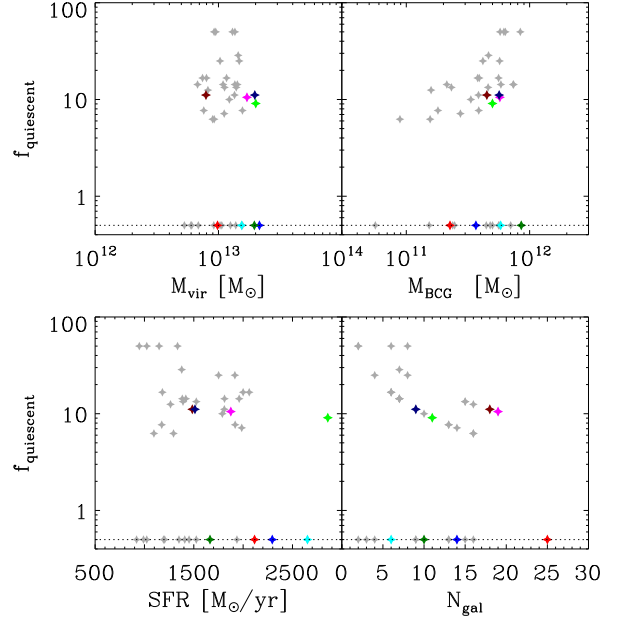 100
10
1
f_quiescent
10^12 10^13 10^14 10^11 10^12
M_vir [M_⊙] M_BCG [M_⊙]
100
10
1
f_quiescent
500 1500 2500 0 5 10 15 20 25 30
SFR [M_⊙/yr] N_gal